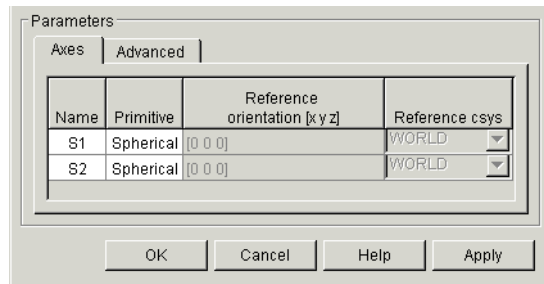 Parameters
Axes Advanced
Name Primitive Reference orientation [x y z] Reference csys
S1 Spherical [0 0 0] WORLD
S2 Spherical [0 0 0] WORLD
OK Cancel Help Apply